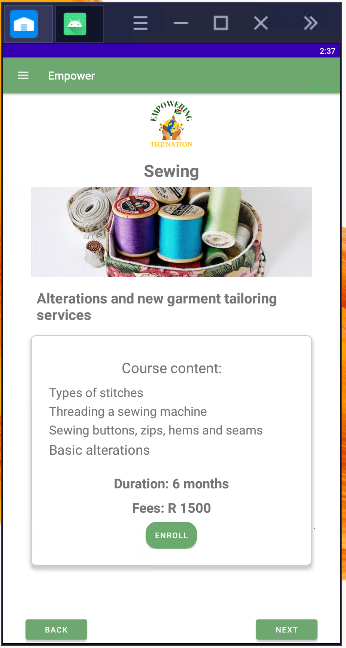 2:37
Empower
EMPOWERING
THE NATION
Sewing
Alterations and new garment tailoring
services
Course content:
Types of stitches
Threading a sewing machine
Sewing buttons, zips, hems and seams
Basic alterations
Duration: 6 months
Fees: R 1500
ENROLL
BACK
NEXT